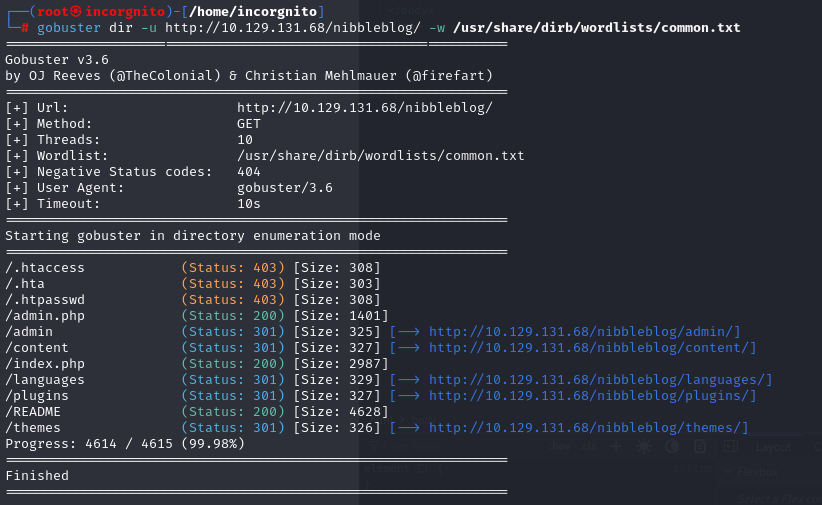 ┌──(root㉿incorgnito)-[/home/incorgnito]
└─# gobuster dir -u http://10.129.131.68/nibbleblog/ -w /usr/share/dirb/wordlists/common.txt
===============================================================
Gobuster v3.6
by OJ Reeves (@TheColonial) & Christian Mehlmauer (@firefart)
===============================================================
[+] Url:                     http://10.129.131.68/nibbleblog/
[+] Method:                  GET
[+] Threads:                 10
[+] Wordlist:                /usr/share/dirb/wordlists/common.txt
[+] Negative Status codes:   404
[+] User Agent:              gobuster/3.6
[+] Timeout:                 10s
===============================================================
Starting gobuster in directory enumeration mode
===============================================================
/.htaccess            (Status: 403) [Size: 308]
/.hta                 (Status: 403) [Size: 303]
/.htpasswd            (Status: 403) [Size: 308]
/admin.php            (Status: 200) [Size: 1401]
/admin                (Status: 301) [Size: 325] [--> http://10.129.131.68/nibbleblog/admin/]
/content              (Status: 301) [Size: 327] [--> http://10.129.131.68/nibbleblog/content/]
/index.php            (Status: 200) [Size: 2987]
/languages            (Status: 301) [Size: 329] [--> http://10.129.131.68/nibbleblog/languages/]
/plugins              (Status: 301) [Size: 327] [--> http://10.129.131.68/nibbleblog/plugins/]
/README               (Status: 200) [Size: 4628]
/themes               (Status: 301) [Size: 326] [--> http://10.129.131.68/nibbleblog/themes/]
Progress: 4614 / 4615 (99.98%)
===============================================================
Finished
===============================================================
:hov .cls
Layout
element {
Flexbox